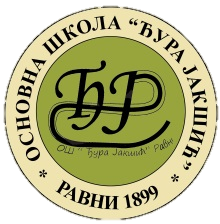 ОСНОВНА ШКОЛА “ЂУРА ЈАКШИЋ”
ЂР
ОШ " Ђура Јакшић" Равни
* РАВНИ 1899 *